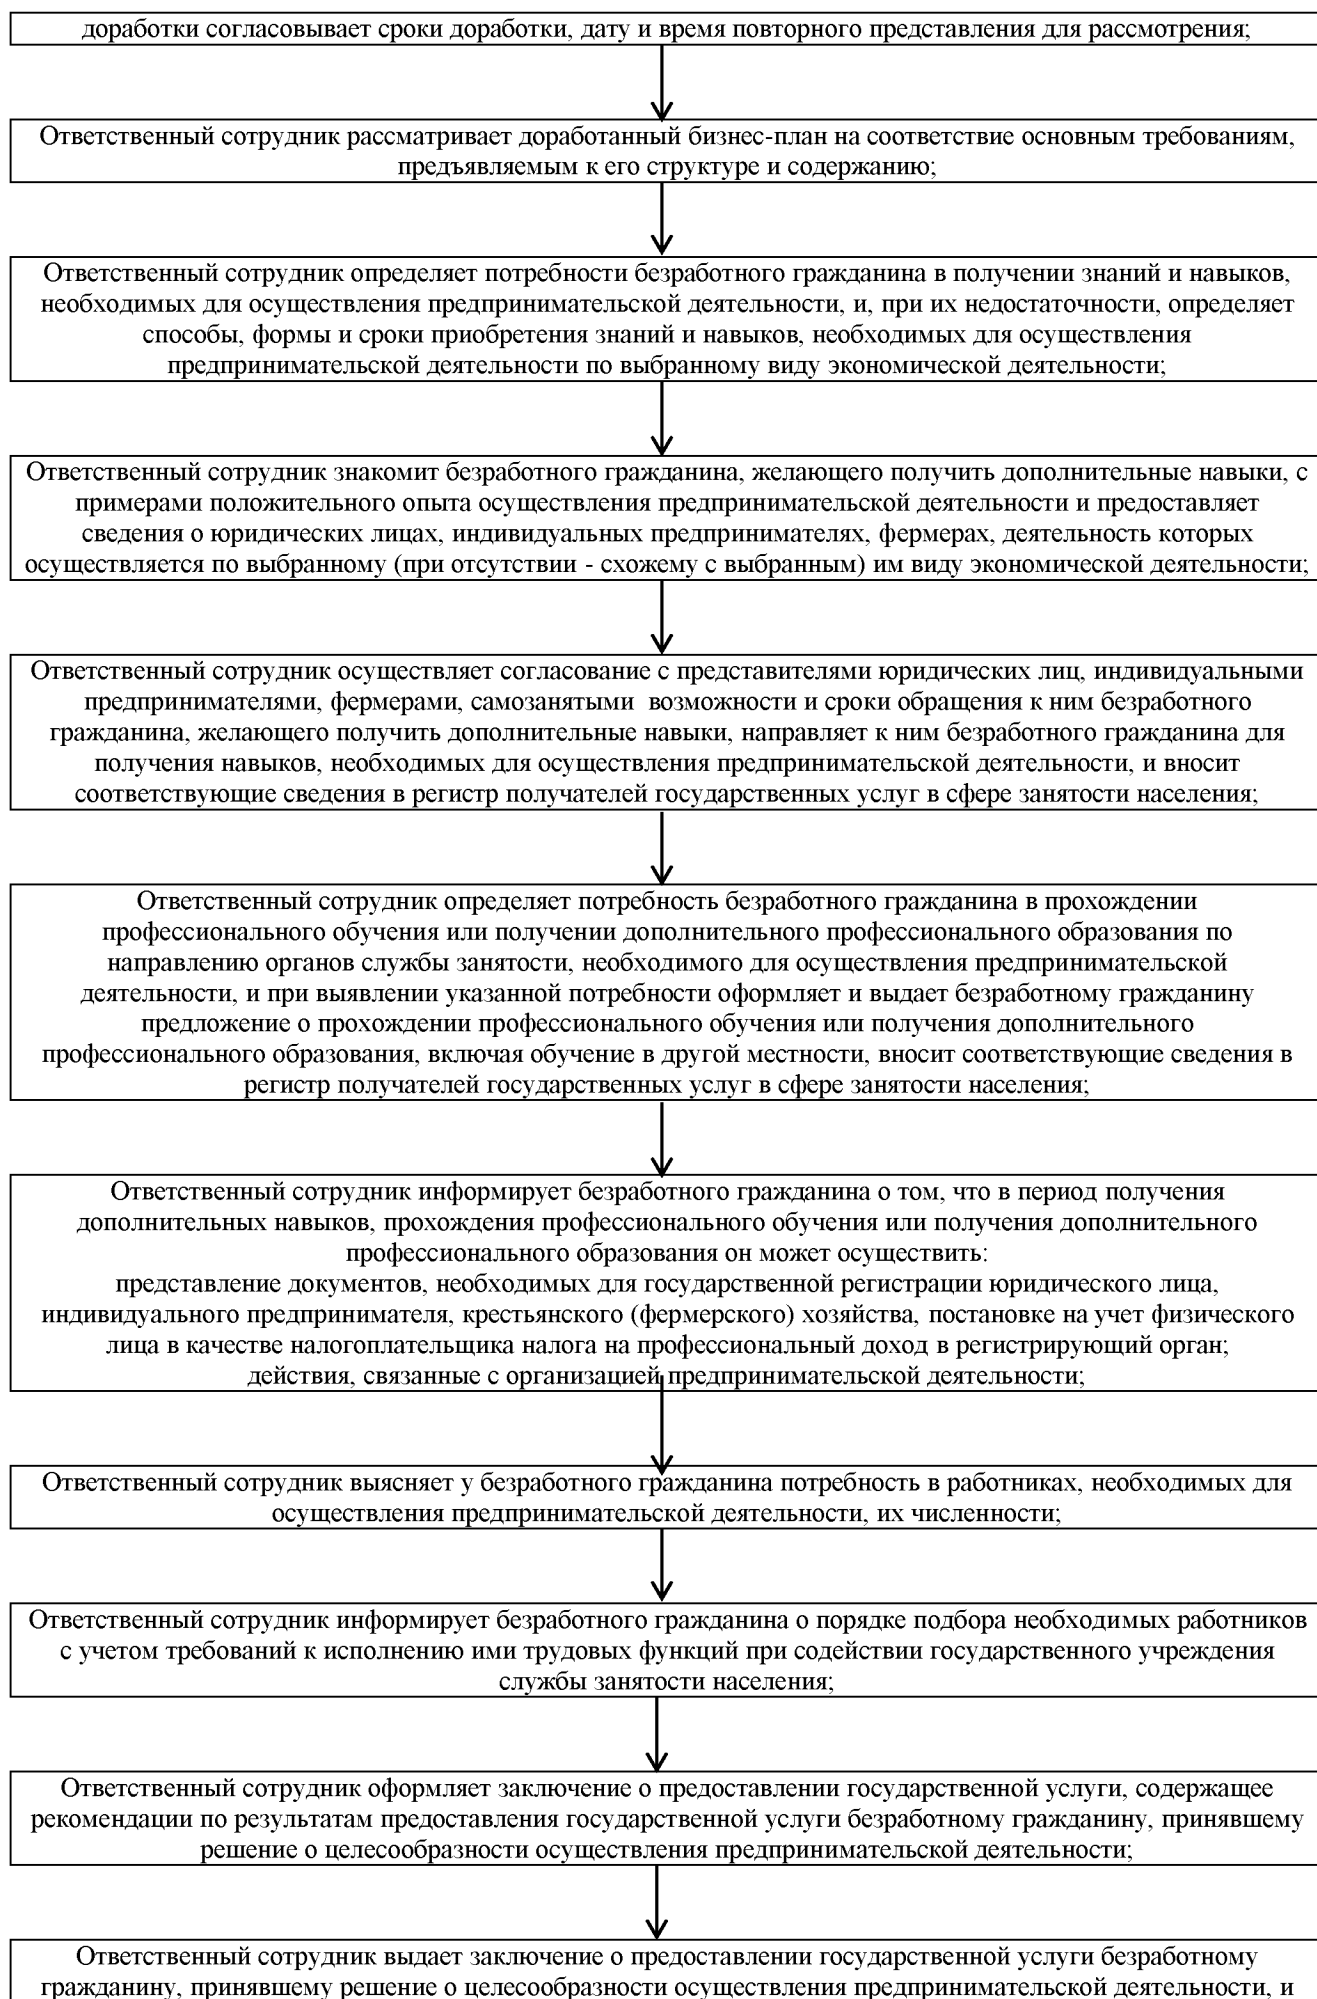 доработки согласовывает сроки доработки, дату и время повторного представления для рассмотрения;
Ответственный сотрудник рассматривает доработанный бизнес-план на соответствие основным требованиям,
предъявляемым к его структуре и содержанию;
Ответственный сотрудник определяет потребности безработного гражданина в получении знаний и навыков,
необходимых для осуществления предпринимательской деятельности, и, при их недостаточности, определяет
способы, формы и сроки приобретения знаний и навыков, необходимых для осуществления
предпринимательской деятельности по выбранному виду экономической деятельности;
Ответственный сотрудник знакомит безработного гражданина, желающего получить дополнительные навыки, с
примерами положительного опыта осуществления предпринимательской деятельности и предоставляет
сведения о юридических лицах, индивидуальных предпринимателях, фермерах, деятельность которых
осуществляется по выбранному (при отсутствии - схожему с выбранным) им виду экономической деятельности;
Ответственный сотрудник осуществляет согласование с представителями юридических лиц, индивидуальными
предпринимателями, фермерами, самозанятыми  возможности и сроки обращения к ним безработного
гражданина, желающего получить дополнительные навыки, направляет к ним безработного гражданина для
получения навыков, необходимых для осуществления предпринимательской деятельности, и вносит
соответствующие сведения в регистр получателей государственных услуг в сфере занятости населения;
Ответственный сотрудник определяет потребность безработного гражданина в прохождении
профессионального обучения или получении дополнительного профессионального образования по
направлению органов службы занятости, необходимого для осуществления предпринимательской
деятельности, и при выявлении указанной потребности оформляет и выдает безработному гражданину
предложение о прохождении профессионального обучения или получения дополнительного
профессионального образования, включая обучение в другой местности, вносит соответствующие сведения в
регистр получателей государственных услуг в сфере занятости населения;
Ответственный сотрудник информирует безработного гражданина о том, что в период получения
дополнительных навыков, прохождения профессионального обучения или получения дополнительного
профессионального образования он может осуществить:
представление документов, необходимых для государственной регистрации юридического лица,
индивидуального предпринимателя, крестьянского (фермерского) хозяйства, постановке на учет физического
лица в качестве налогоплательщика налога на профессиональный доход в регистрирующий орган;
действия, связанные с организацией предпринимательской деятельности;
Ответственный сотрудник выясняет у безработного гражданина потребность в работниках, необходимых для
осуществления предпринимательской деятельности, их численности;
Ответственный сотрудник информирует безработного гражданина о порядке подбора необходимых работников
с учетом требований к исполнению ими трудовых функций при содействии государственного учреждения
службы занятости населения;
Ответственный сотрудник оформляет заключение о предоставлении государственной услуги, содержащее
рекомендации по результатам предоставления государственной услуги безработному гражданину, принявшему
решение о целесообразности осуществления предпринимательской деятельности;
Ответственный сотрудник выдает заключение о предоставлении государственной услуги безработному
гражданину, принявшему решение о целесообразности осуществления предпринимательской деятельности, и